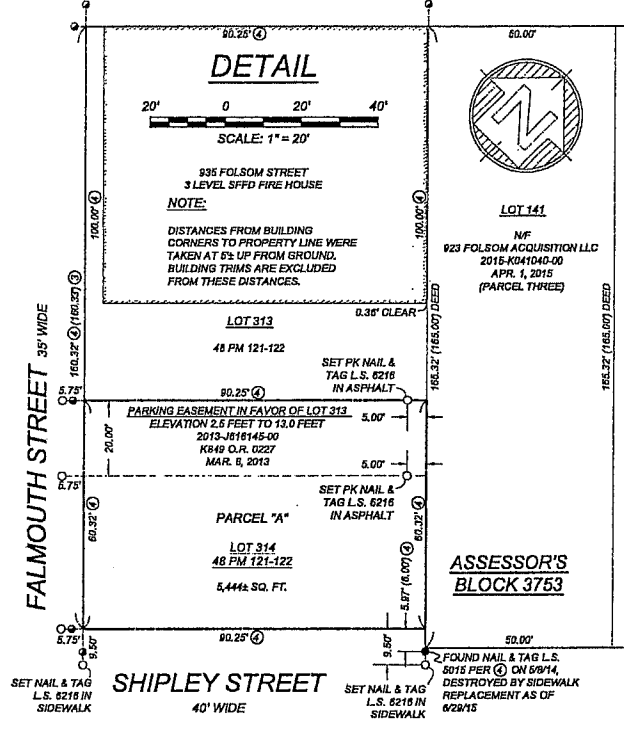 90.25' ④
50.00'
DETAIL
20' 0 20' 40'
SCALE: 1" = 20'
935 FOLSOM STREET
3 LEVEL SFFD FIRE HOUSE
NOTE:
DISTANCES FROM BUILDING
CORNERS TO PROPERTY LINE WERE
TAKEN AT 5'± UP FROM GROUND.
BUILDING TRIMS ARE EXCLUDED
FROM THESE DISTANCES.
100.00' ④
100.00' ④
LOT 141
N/F
923 FOLSOM ACQUISITION LLC
2015-K041040-00
APR. 1, 2015
(PARCEL THREE)
0.36' CLEAR
LOT 313
48 PM 121-122
160.32' ④ (160.33') ③
165.32' (165.00') DEED
165.32' (165.00') DEED
SET PK NAIL &
TAG L.S. 6216
IN ASPHALT
5.75'
90.25' ④
PARKING EASEMENT IN FAVOR OF LOT 313
ELEVATION 2.5 FEET TO 13.0 FEET
2013-J616145-00
K849 O.R. 0227
MAR. 8, 2013
20.00'
5.00'
5.00'
5.75'
SET PK NAIL &
TAG L.S. 6216
IN ASPHALT
FALMOUTH STREET 35' WIDE
60.32' ④
60.32' ④
PARCEL "A"
LOT 314
48 PM 121-122
5,444± SQ. FT.
5.97' (6.00') ④
ASSESSOR'S
BLOCK 3753
5.75'
90.25' ④
50.00'
9.50'
9.50'
SET NAIL & TAG
L.S. 6216 IN
SIDEWALK
SHIPLEY STREET
40' WIDE
SET NAIL & TAG
L.S. 6216 IN
SIDEWALK
FOUND NAIL & TAG L.S.
5015 PER ④ ON 5/9/14,
DESTROYED BY SIDEWALK
REPLACEMENT AS OF
6/29/15